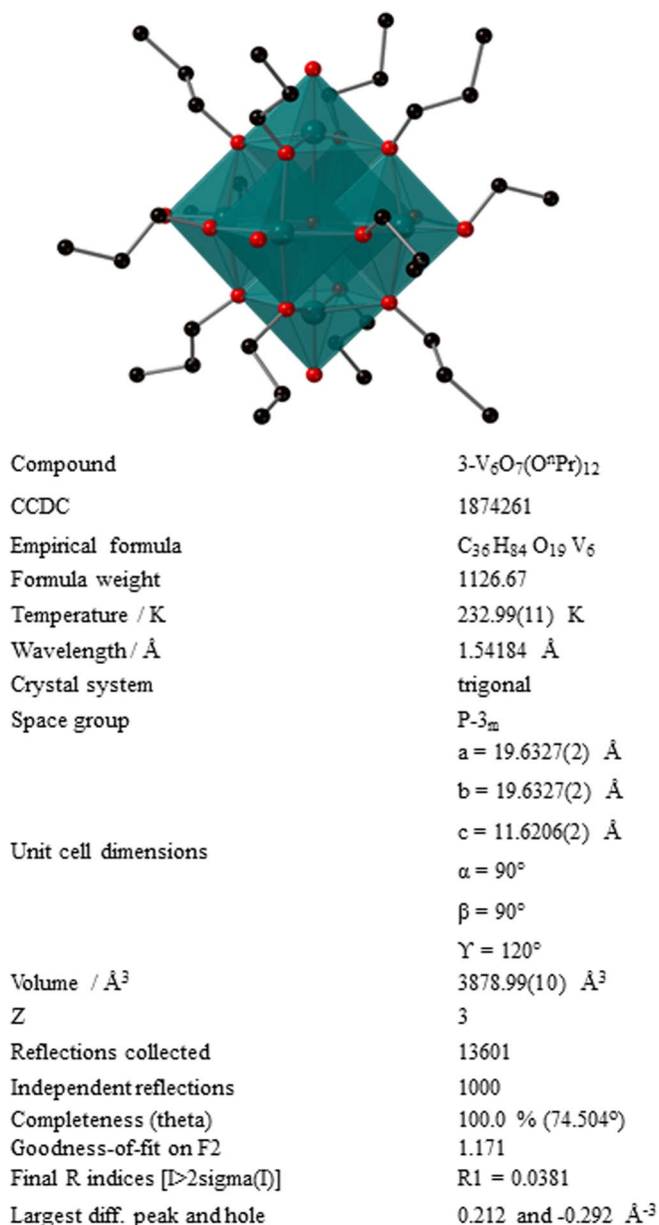 Compound 3-V₆O₇(OⁿPr)₁₂
CCDC 1874261
Empirical formula C₃₆H₈₄ O₁₉ V₆
Formula weight 1126.67
Temperature / K 232.99(11) K
Wavelength / Å 1.54184 Å
Crystal system trigonal
Space group P-3ₘ
a = 19.6327(2) Å
b = 19.6327(2) Å
c = 11.6206(2) Å
Unit cell dimensions
α = 90°
β = 90°
ϒ = 120°
Volume / Å³ 3878.99(10) Å³
Z 3
Reflections collected 13601
Independent reflections 1000
Completeness (theta) 100.0 % (74.504°)
Goodness-of-fit on F2 1.171
Final R indices [I>2sigma(I)] R1 = 0.0381
Largest diff. peak and hole 0.212 and -0.292 Å⁻³